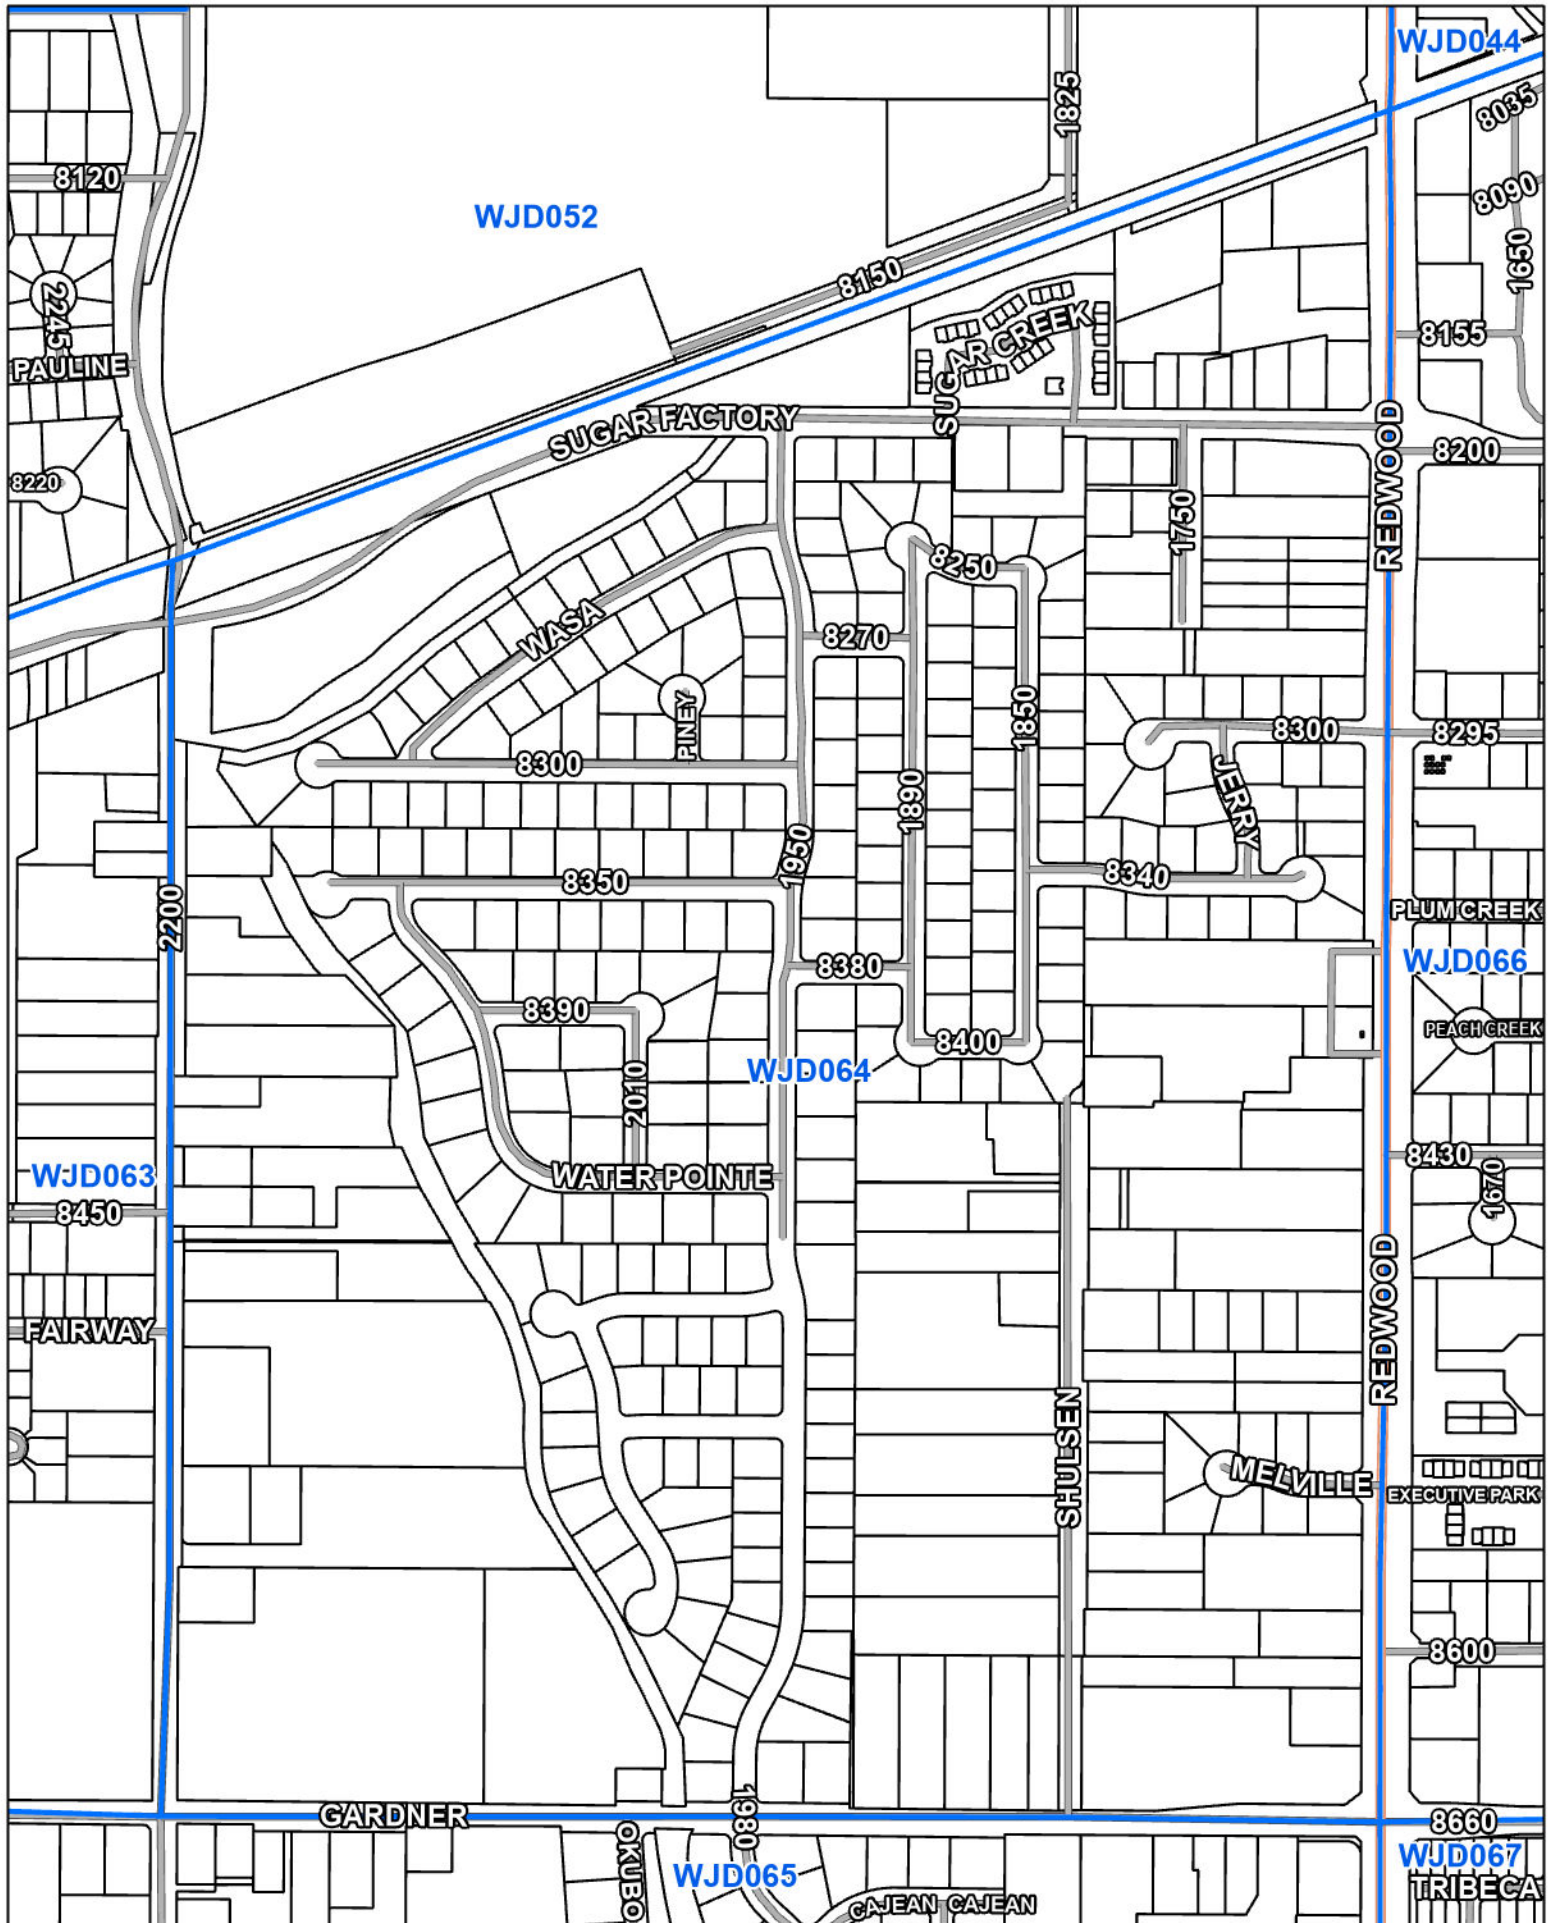 WJD044
1825
8035
8120
8090
WJD052
1650
8150
2245
SUGAR CREEK
8155
PAULINE
SUGAR FACTORY
REDWOOD
8200
8220
1750
8250
WASA
8270
PINEY
1850
8300
8300
8295
1890
JERRY
1950
8350
8340
2200
PLUM CREEK
8380
WJD066
8390
PEACH CREEK
8400
WJD064
2010
8430
WJD063
WATER POINTE
1670
8450
REDWOOD
FAIRWAY
SHULSEN
MELVILLE
EXECUTIVE PARK
8600
GARDNER
1980
8660
OKUBO
WJD065
WJD067
TRIBECA
CAJEAN CAJEAN